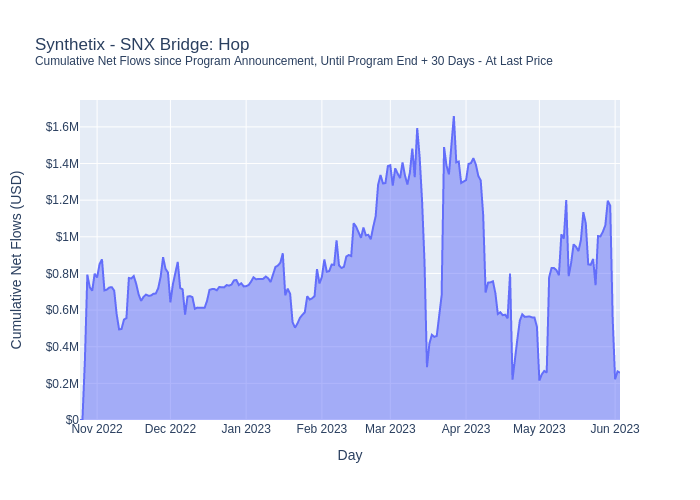 Synthetix - SNX Bridge: Hop
Cumulative Net Flows since Program Announcement, Until Program End + 30 Days - At Last Price
$1.6M
$1.4M
$1.2M
$1M
$0.8M
$0.6M
$0.4M
$0.2M
$0
Cumulative Net Flows (USD)
Nov 2022 Dec 2022 Jan 2023 Feb 2023 Mar 2023 Apr 2023 May 2023 Jun 2023
Day